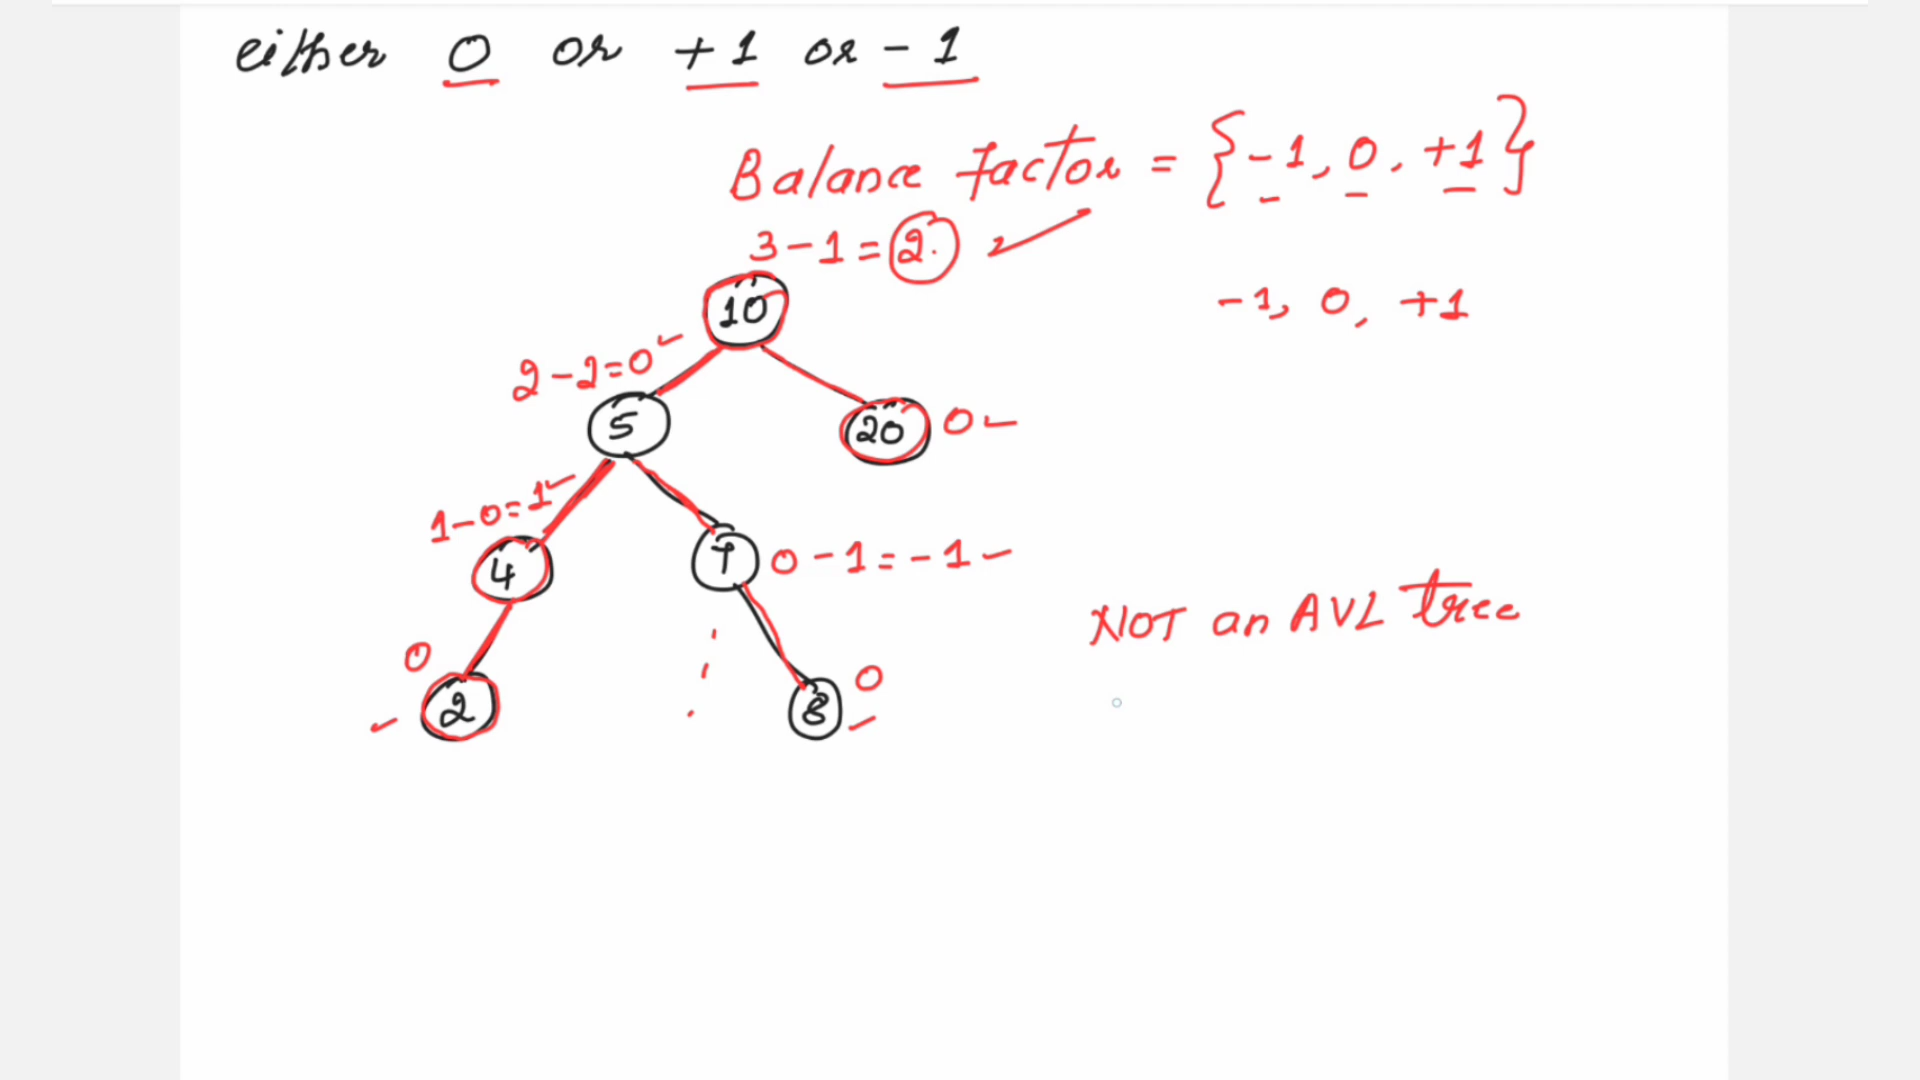 either 0 or +1 or -1
Balance factor = {-1, 0, +1}
3-1=2.
-1, 0, +1
10
2-2=0
5
20 0
1-0=1
4
7 0-1=-1
NOT an AVL tree
0
2
8 0